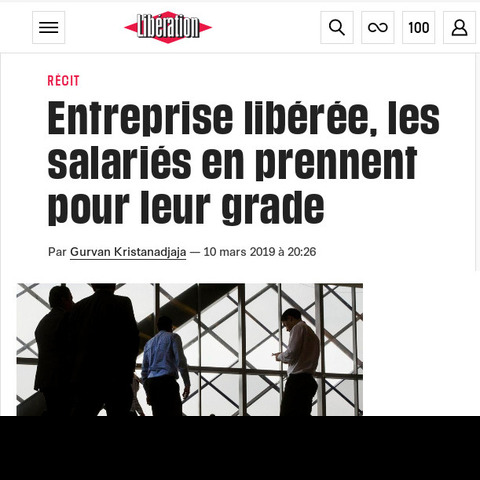 Libération
100
RÉCIT
Entreprise libérée, les
salariés en prennent
pour leur grade
Par Gurvan Kristanadjaja — 10 mars 2019 à 20:26